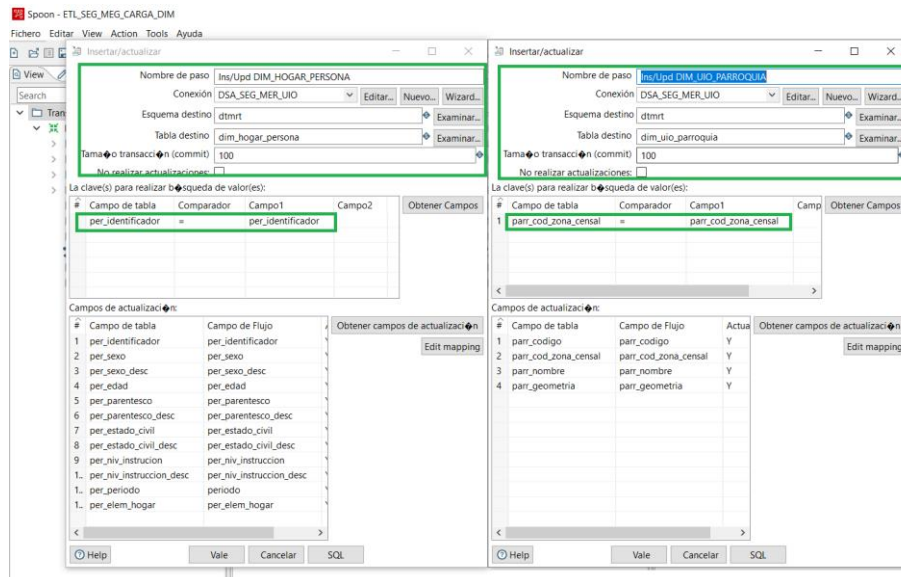 Spoon - ETL_SEG_MEG_CARGA_DIM
Fichero Editar View Action Tools Ayuda
View
Search
Tran
Insertar/actualizar
Nombre de paso Ins/Upd DIM_HOGAR_PERSONA
Conexión DSA_SEG_MER_UIO Editar... Nuevo... Wizard...
Esquema destino dtmrt Examinar...
Tabla destino dim_hogar_persona Examinar...
Tama�o transacci�n (commit) 100
No realizar actualizaciones:
La clave(s) para realizar b�squeda de valor(es):
# Campo de tabla Comparador Campo1 Campo2 Obtener Campos
per_identificador = per_identificador
Campos de actualizaci�n:
# Campo de tabla Campo de Flujo Obtener campos de actualizaci�n
Edit mapping
1 per_identificador per_identificador
2 per_sexo per_sexo
3 per_sexo_desc per_sexo_desc
4 per_edad per_edad
5 per_parentesco per_parentesco
6 per_parentesco_desc per_parentesco_desc
7 per_estado_civil per_estado_civil
8 per_estado_civil_desc per_estado_civil_desc
9 per_niv_instrucion per_niv_instruccion
1.. per_niv_instruccion_desc per_niv_instruccion_desc
1.. per_periodo periodo
1.. per_elem_hogar per_elem_hogar
Help Vale Cancelar SQL
Insertar/actualizar
Nombre de paso Ins/Upd DIM_UIO_PARROQUIA
Conexión DSA_SEG_MER_UIO Editar... Nuevo... Wizard...
Esquema destino dtmrt Examinar...
Tabla destino dim_uio_parroquia Examinar...
Tama�o transacci�n (commit) 100
No realizar actualizaciones:
La clave(s) para realizar b�squeda de valor(es):
# Campo de tabla Comparador Campo1 Camp Obtener Campos
1 parr_cod_zona_censal = parr_cod_zona_censal
Campos de actualizaci�n:
# Campo de tabla Campo de Flujo Actua Obtener campos de actualizaci�n
Edit mapping
1 parr_codigo parr_codigo Y
2 parr_cod_zona_censal parr_cod_zona_censal Y
3 parr_nombre parr_nombre Y
4 parr_geometria parr_geometria Y
Help Vale Cancelar SQL